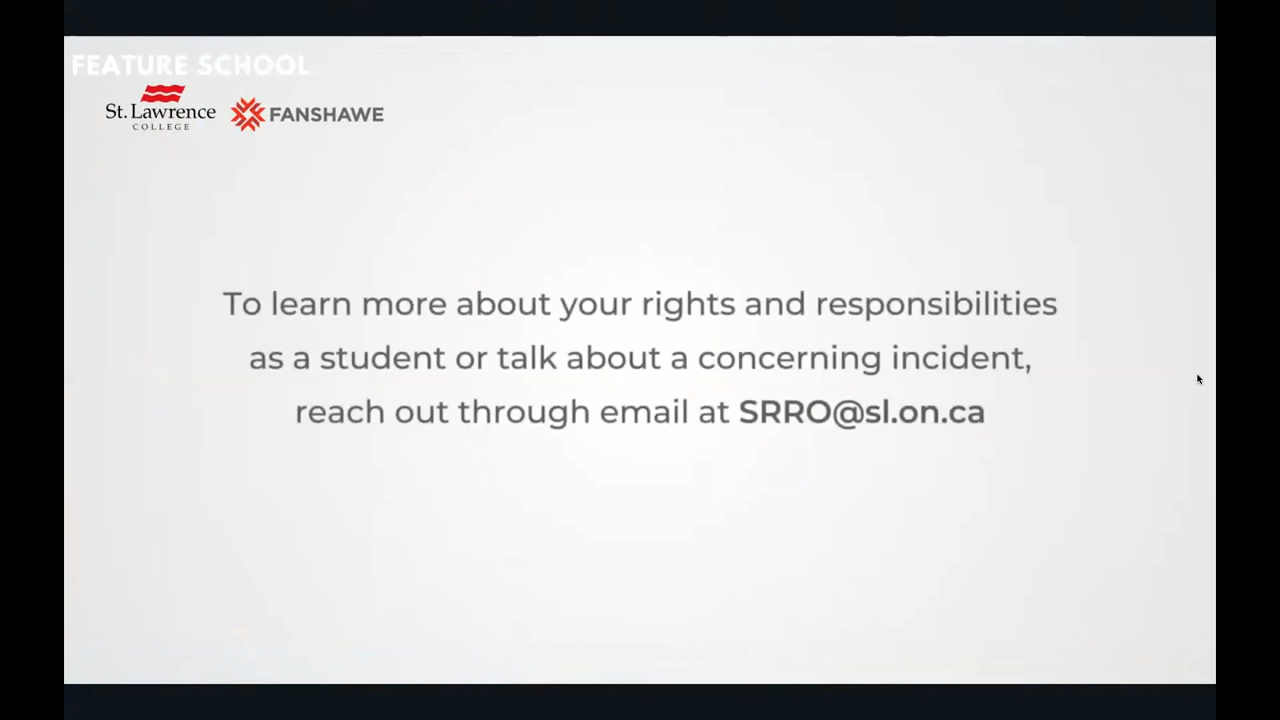 FEATURE SCHOOL
St. Lawrence
COLLEGE
FANSHAWE
To learn more about your rights and responsibilities
as a student or talk about a concerning incident,
reach out through email at SRRO@sl.on.ca